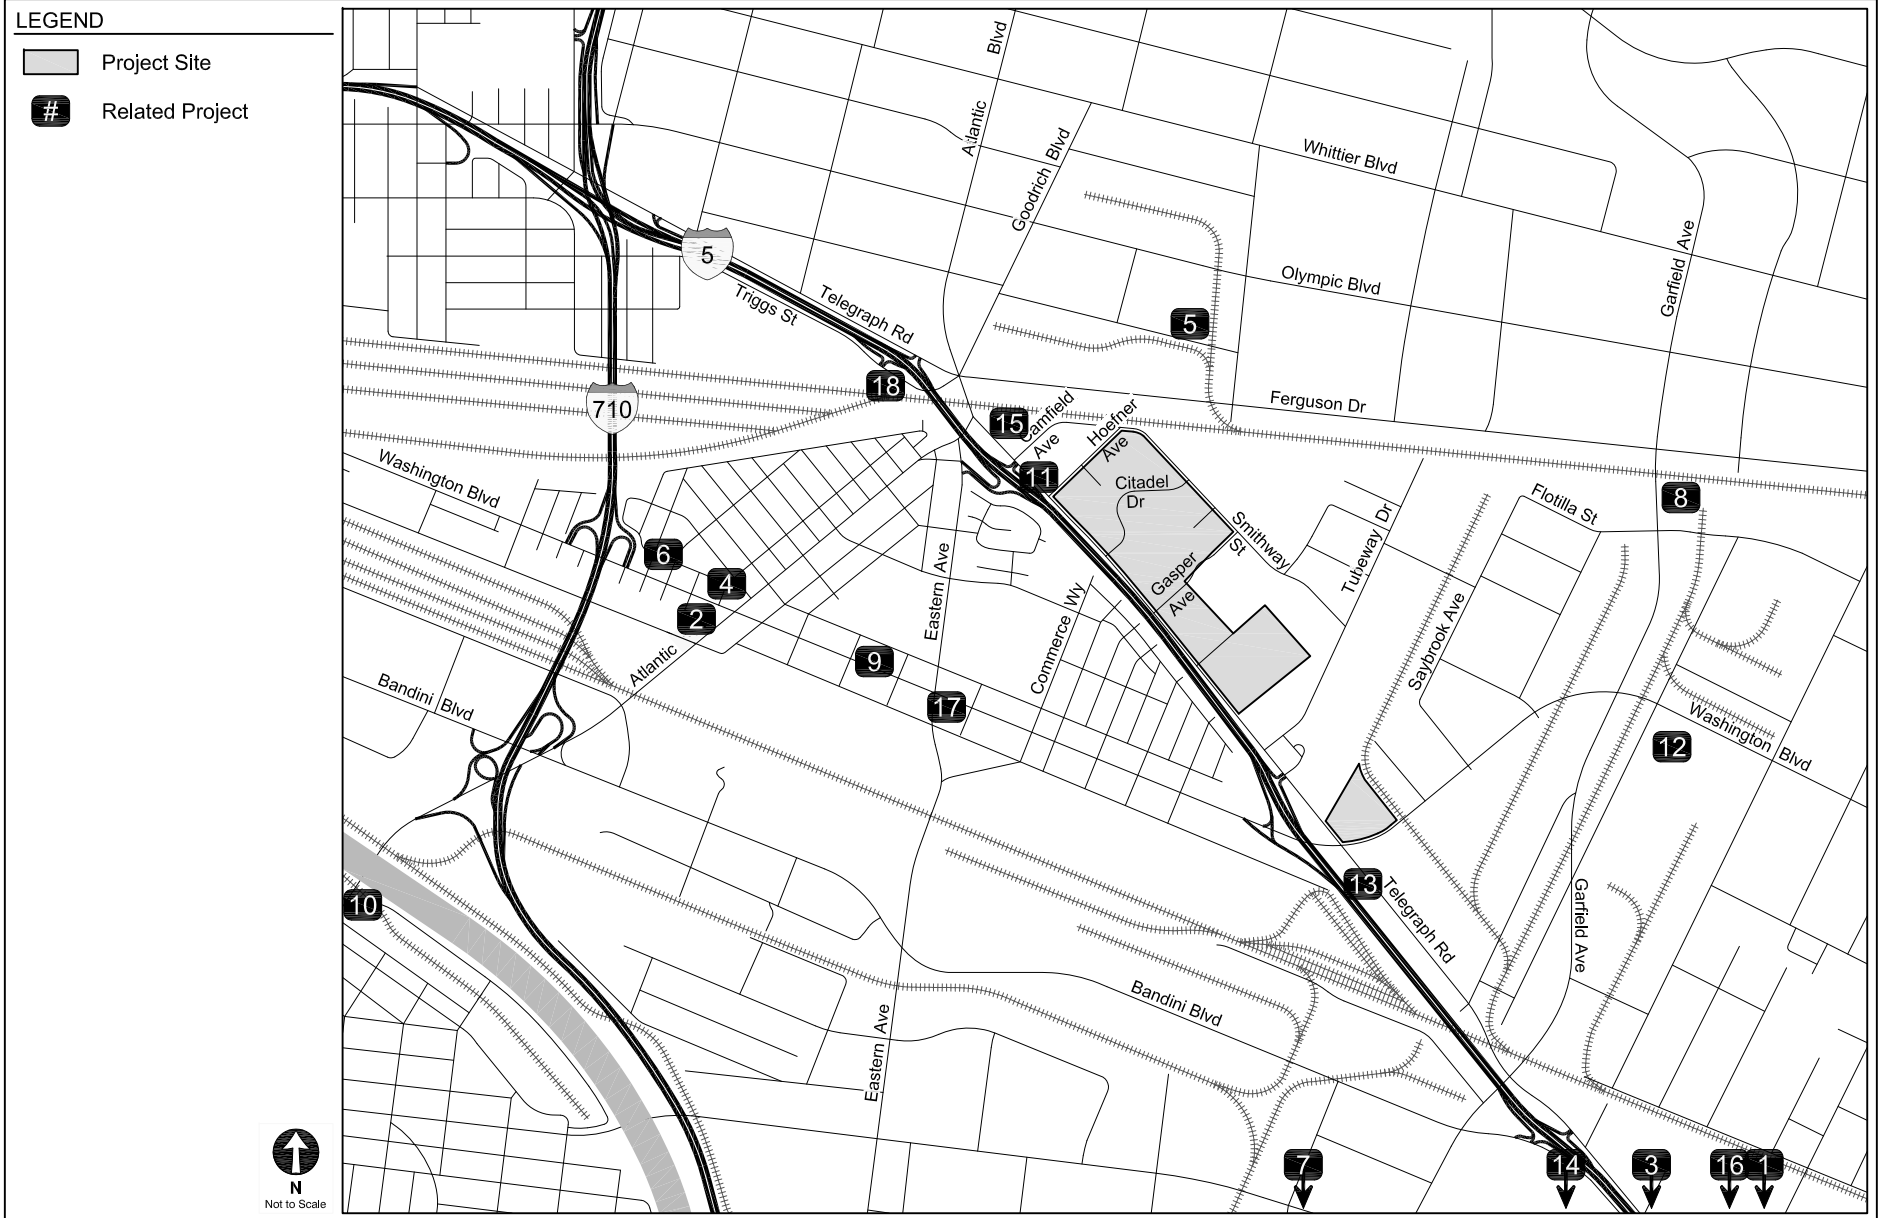 LEGEND
Project Site
# Related Project
Blvd
Atlantic
Goodrich Blvd
Whittier Blvd
Garfield Ave
5
Triggs St
Telegraph Rd
Olympic Blvd
5
18
710
Ferguson Dr
15
Camfield
Ave
Hoefner
Ave
11
Citadel
Dr
Washington Blvd
8
Flotilla St
Smithway
St
Tubeway Dr
6
4
2
Eastern Ave
Gasper
Ave
Commerce Wy
Saybrook Ave
9
Atlantic
17
Bandini Blvd
Washington Blvd
12
10
13
Telegraph Rd
Garfield Ave
Bandini Blvd
Eastern Ave
N
Not to Scale
7
14
3
16
1